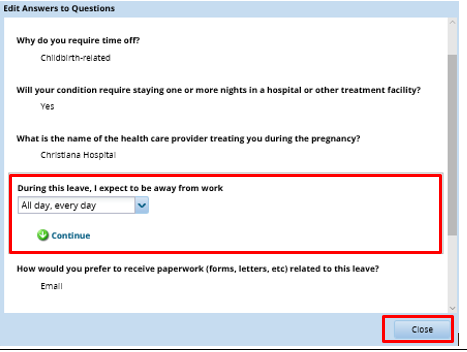 Edit Answers to Questions
Why do you require time off?
Childbirth-related
Will your condition require staying one or more nights in a hospital or other treatment facility?
Yes
What is the name of the health care provider treating you during the pregnancy?
Christiana Hospital
During this leave, I expect to be away from work
All day, every day
Continue
How would you prefer to receive paperwork (forms, letters, etc) related to this leave?
Email
Close